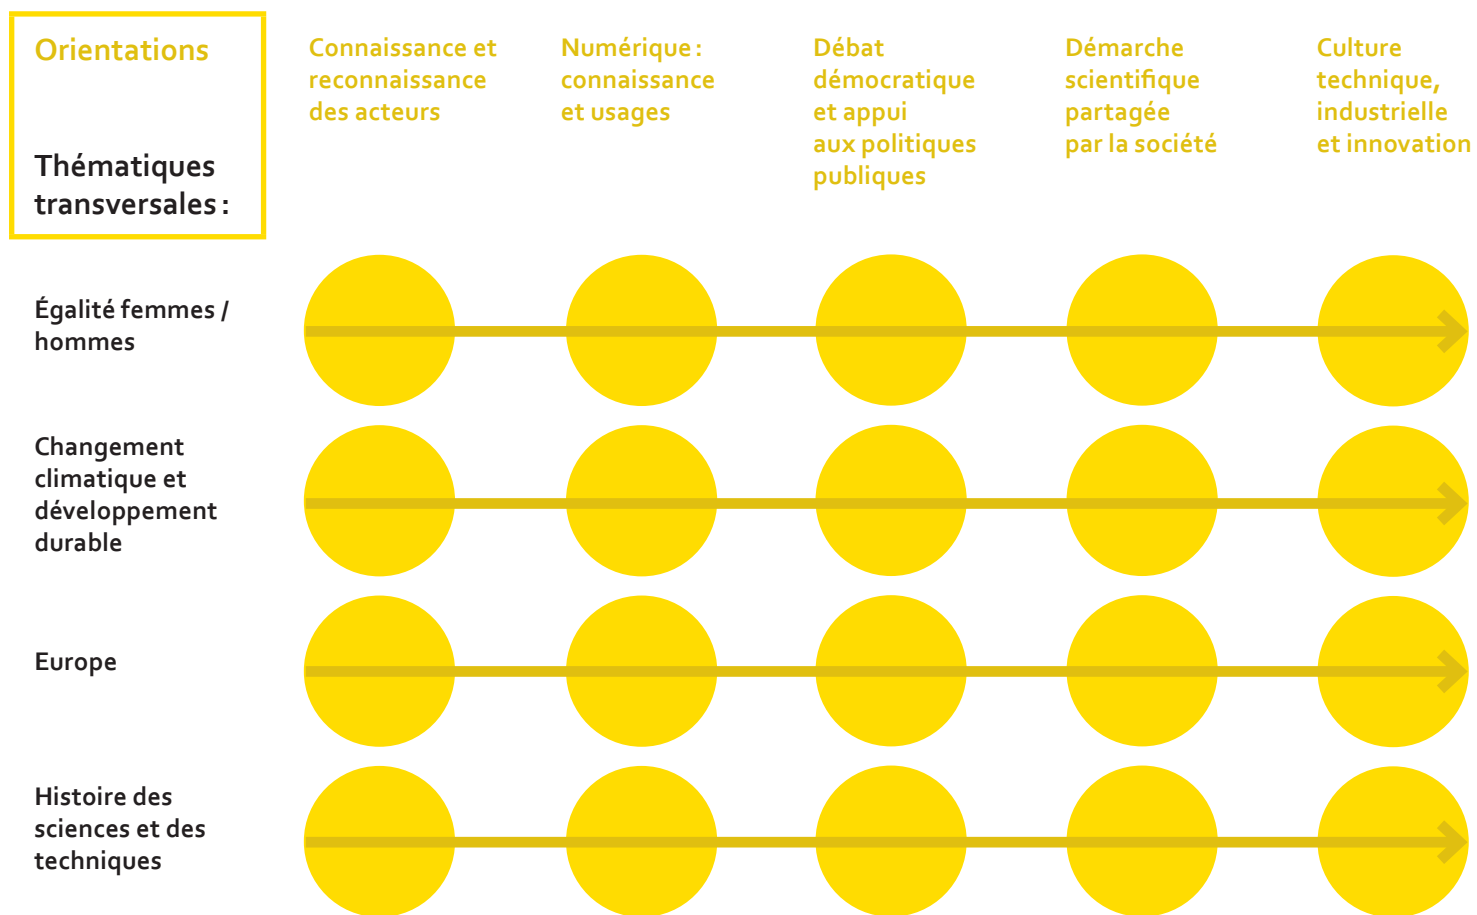 Orientations
Thématiques
transversales :
Connaissance et
reconnaissance
des acteurs
Numérique :
connaissance
et usages
Débat
démocratique
et appui
aux politiques
publiques
Démarche
scientifique
partagée
par la société
Culture
technique,
industrielle
et innovation
Égalité femmes /
hommes
Changement
climatique et
développement
durable
Europe
Histoire des
sciences et des
techniques